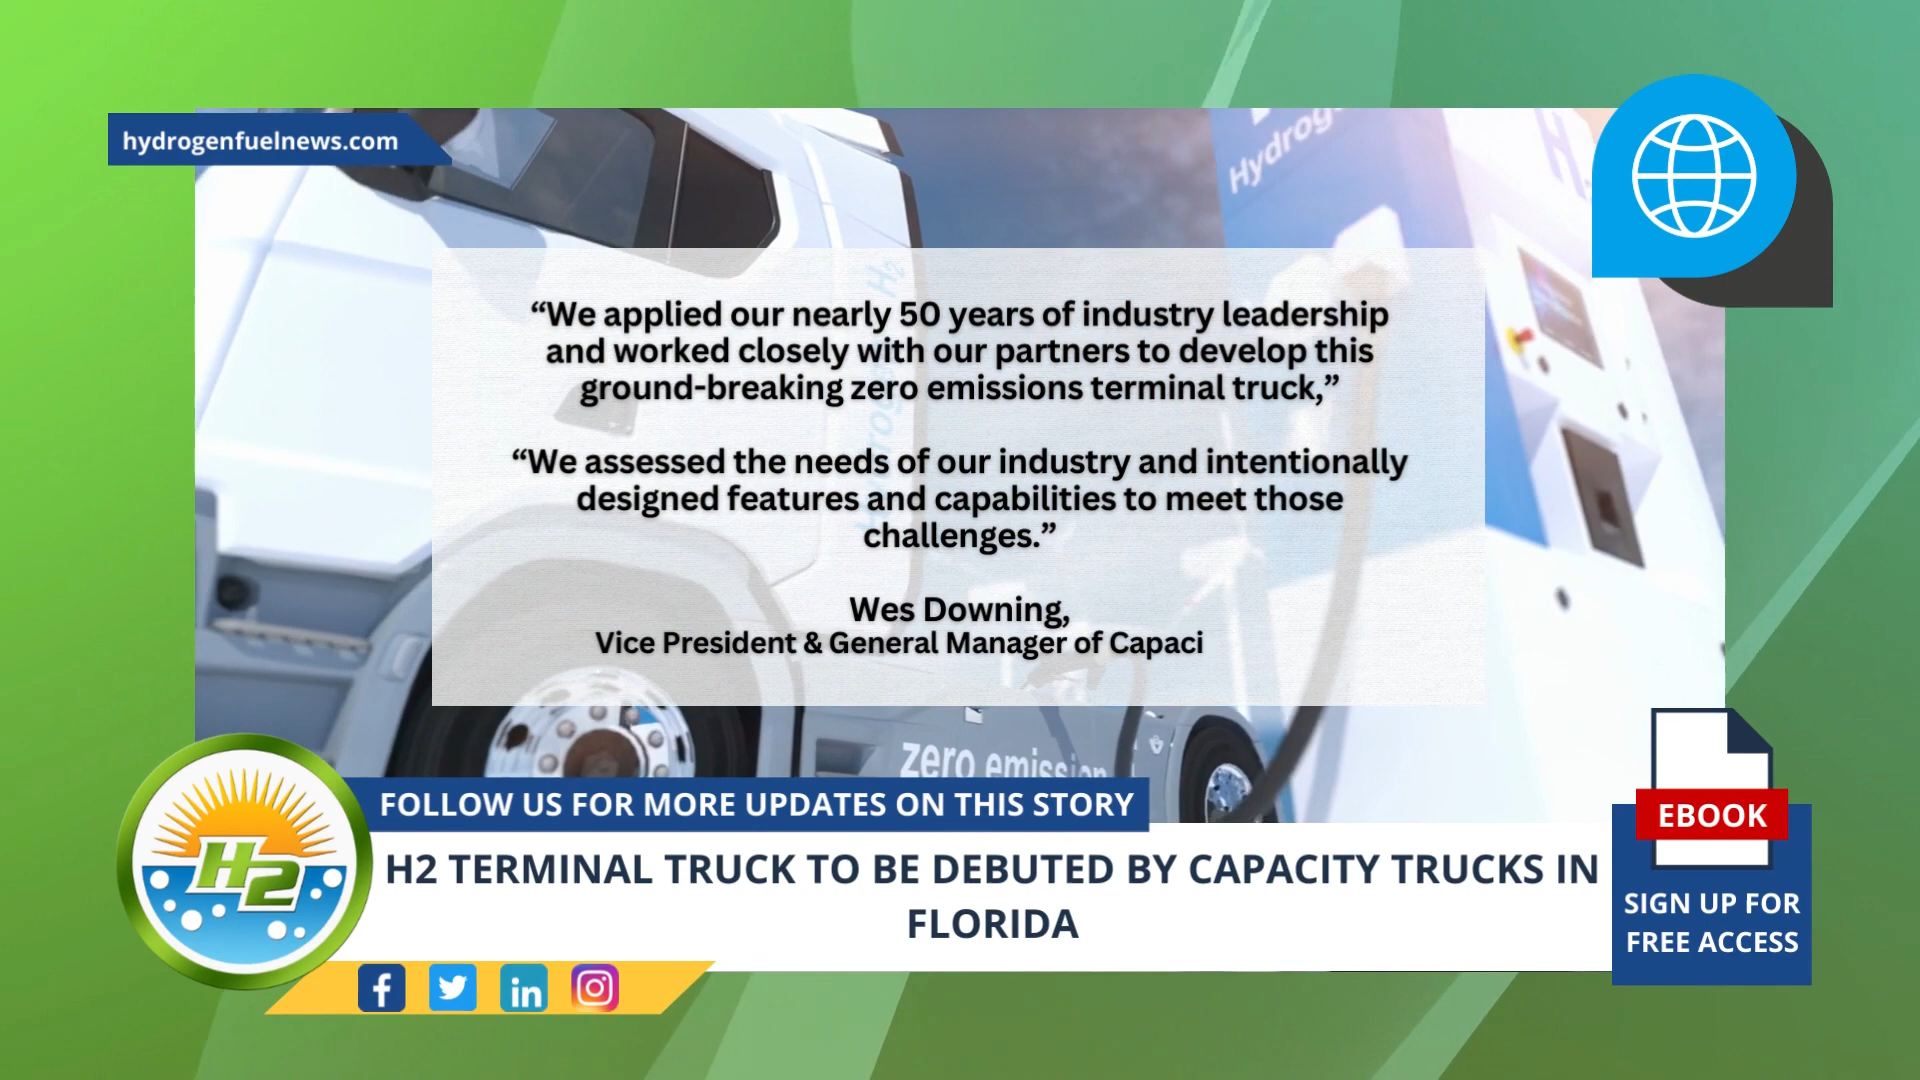 hydrogenfuelnews.com
Hydrog
H
H2
“We applied our nearly 50 years of industry leadership
and worked closely with our partners to develop this
ground-breaking zero emissions terminal truck,”
“We assessed the needs of our industry and intentionally
designed features and capabilities to meet those
challenges.”
Wes Downing,
Vice President & General Manager of Capaci
zero emission
FOLLOW US FOR MORE UPDATES ON THIS STORY
H2
H2 TERMINAL TRUCK TO BE DEBUTED BY CAPACITY TRUCKS IN
FLORIDA
EBOOK
SIGN UP FOR
FREE ACCESS